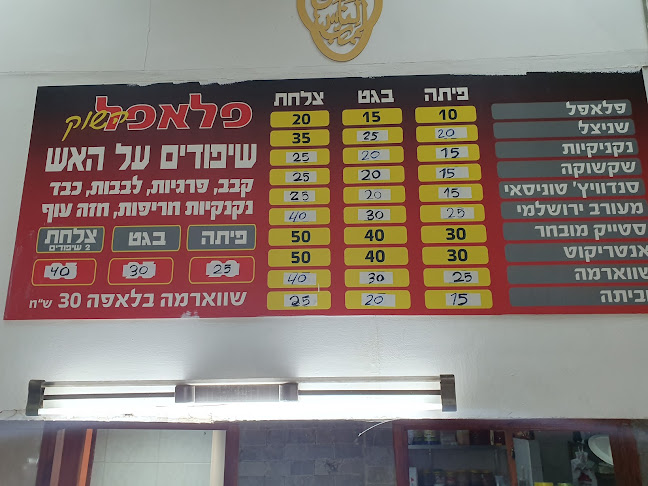 פלאפל
השוק
שיפודים על האש
קבב, פרגיות, לבבות, כבד
נקניקיות חריפות, חזה עוף
פיתה בגט צלחת
2 שיפודים
25 30 40
שווארמה בלאפה 30 ש"ח
פיתה בגט צלחת
פלאפל 10 15 20
שניצל 20 25 35
נקניקיות 15 20 25
שקשוקה 15 20 25
סנדוויץ' טוניסאי 15 20 25
מעורב ירושלמי 25 30 40
סטייק מובחר 30 40 50
אנטריקוט 30 40 50
שווארמה 25 30 40
חביתה 15 20 25